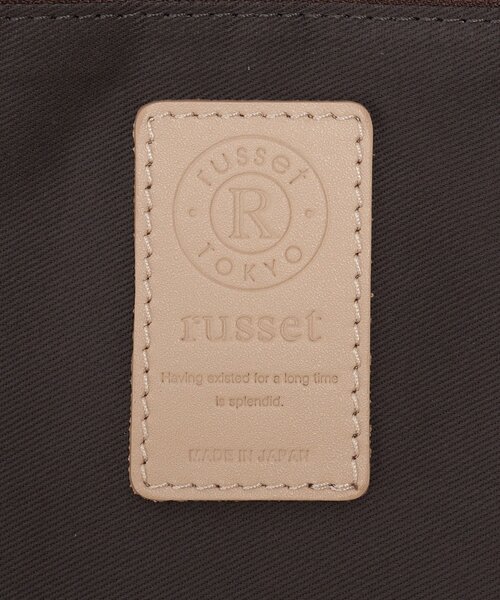 russet
R
TOKYO
russet
Having existed for a long time
is splendid.
MADE IN JAPAN